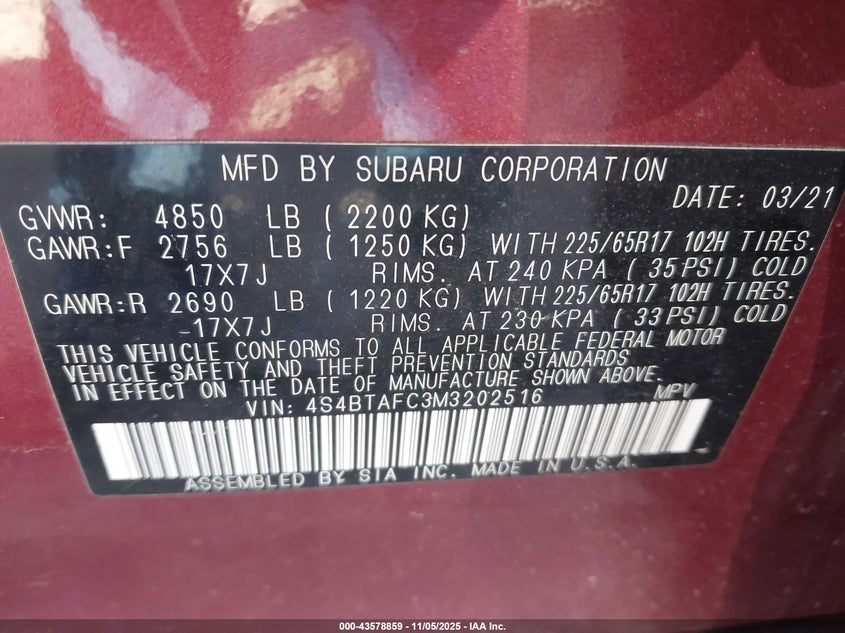 MFD BY SUBARU CORPORATION
DATE: 03/21
GVWR: 4850 LB ( 2200 KG)
GAWR:F 2756 LB ( 1250 KG) WITH 225/65R17 102H TIRES.
17X7J RIMS. AT 240 KPA ( 35 PSI) COLD
GAWR:R 2690 LB ( 1220 KG) WITH 225/65R17 102H TIRES.
-17X7J RIMS. AT 230 KPA ( 33 PSI) COLD
THIS VEHICLE CONFORMS TO ALL APPLICABLE FEDERAL MOTOR
VEHICLE SAFETY AND THEFT PREVENTION STANDARDS
IN EFFECT ON THE DATE OF MANUFACTURE SHOWN ABOVE.
VIN: 4S4BTAFC3M3202516 MPV
ASSEMBLED BY SIA INC. MADE IN U.S.A.
000-43578859 - 11/05/2025 - IAA Inc.